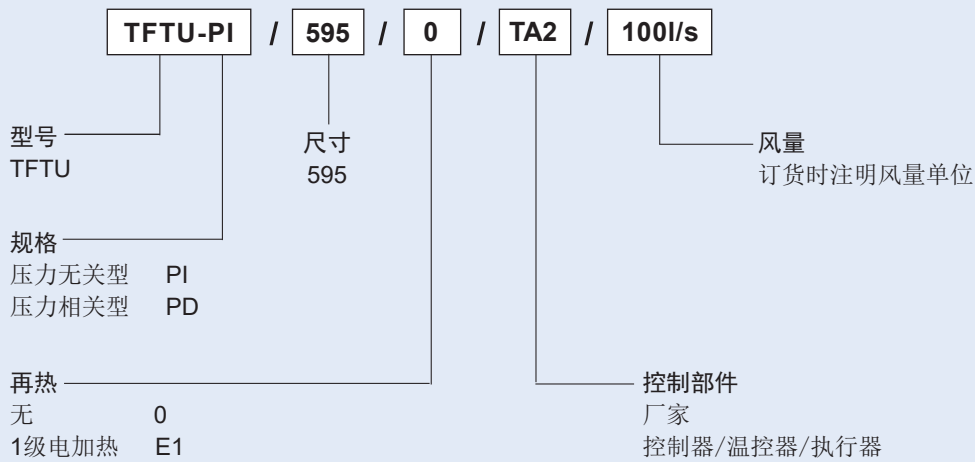 TFTU-PI / 595 / 0 / TA2 / 100l/s
型号
TFTU
尺寸
595
风量
订货时注明风量单位
规格
压力无关型 PI
压力相关型 PD
再热
无 0
1级电加热 E1
控制部件
厂家
控制器/温控器/执行器